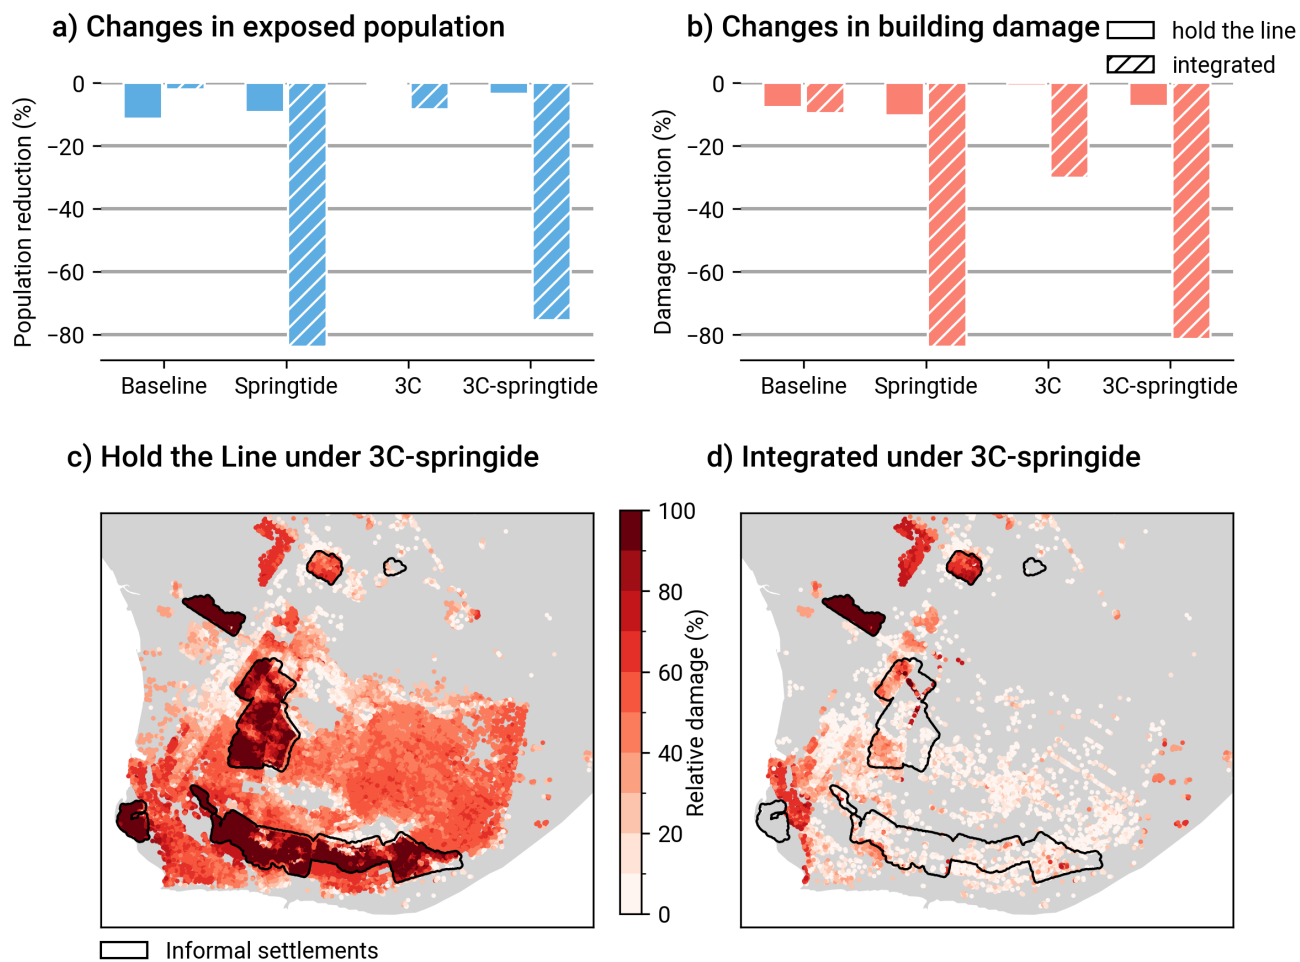 a) Changes in exposed population
b) Changes in building damage
hold the line
integrated
Population reduction (%)
0
−20
−40
−60
−80
Baseline
Springtide
3C
3C-springtide
Damage reduction (%)
0
−20
−40
−60
−80
Baseline
Springtide
3C
3C-springtide
c) Hold the Line under 3C-springide
d) Integrated under 3C-springide
100
80
60
40
20
0
Relative damage (%)
Informal settlements